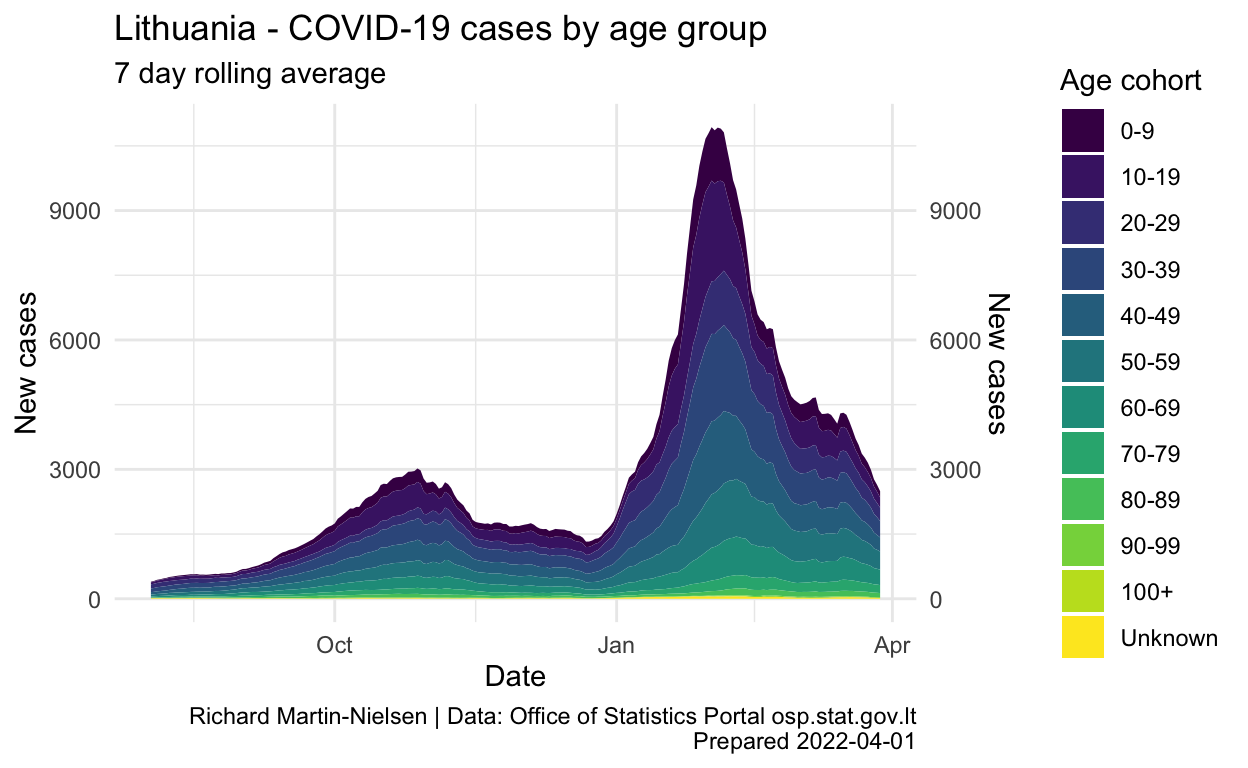 Lithuania - COVID-19 cases by age group
7 day rolling average
New cases
9000
6000
3000
0
9000
6000
3000
0
New cases
Oct
Jan
Apr
Date
Age cohort
0-9
10-19
20-29
30-39
40-49
50-59
60-69
70-79
80-89
90-99
100+
Unknown
Richard Martin-Nielsen | Data: Office of Statistics Portal osp.stat.gov.lt
Prepared 2022-04-01